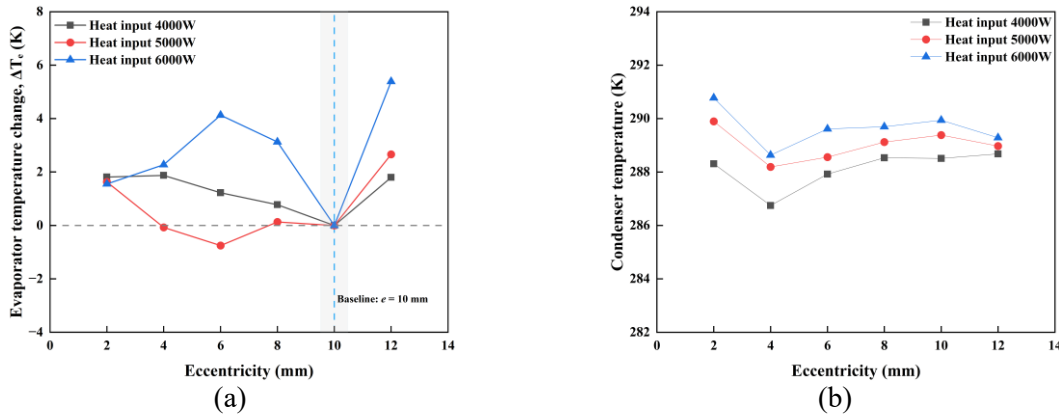 8
6
4
2
0
−2
−4
0
2
4
6
8
10
12
14
Evaporator temperature change, ΔTₑ (K)
Eccentricity (mm)
Heat input 4000W
Heat input 5000W
Heat input 6000W
Baseline: e = 10 mm
(a)
294
292
290
288
286
284
282
0
2
4
6
8
10
12
14
Condenser temperature (K)
Eccentricity (mm)
Heat input 4000W
Heat input 5000W
Heat input 6000W
(b)